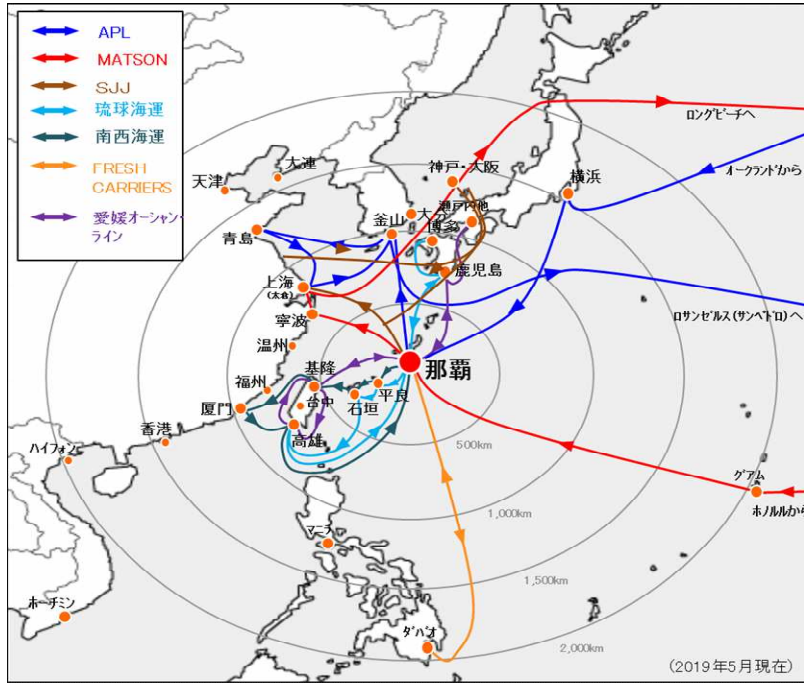 APL
MATSON
SJJ
琉球海運
南西海運
FRESH
CARRIERS
愛媛オーシャン・
ライン
ロングビーチへ
オークランドから
ロサンゼルス(サンペドロ)へ
大連
天津
青島
神戸・大阪
横浜
釜山
大分
瀬戸内他
博多
鹿児島
上海
(太倉)
寧波
温州
福州
基隆
台中
厦門
高雄
石垣
平良
那覇
香港
ハイフォン
500km
グアム
ホノルルから
1,000km
マニラ
1,500km
ホーチミン
ダバオ
2,000km
(2019年5月現在)